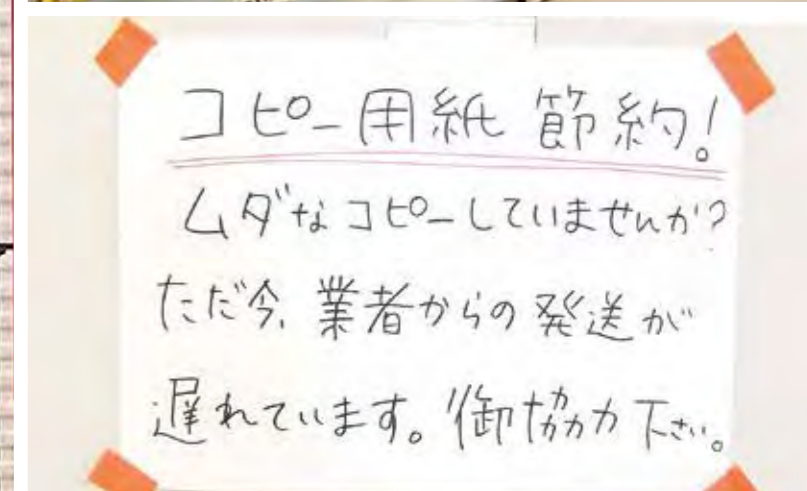 コピー用紙 節約!
ムダなコピーしていませんか?
ただ今、業者からの発送が
遅れています。御協力下さい。